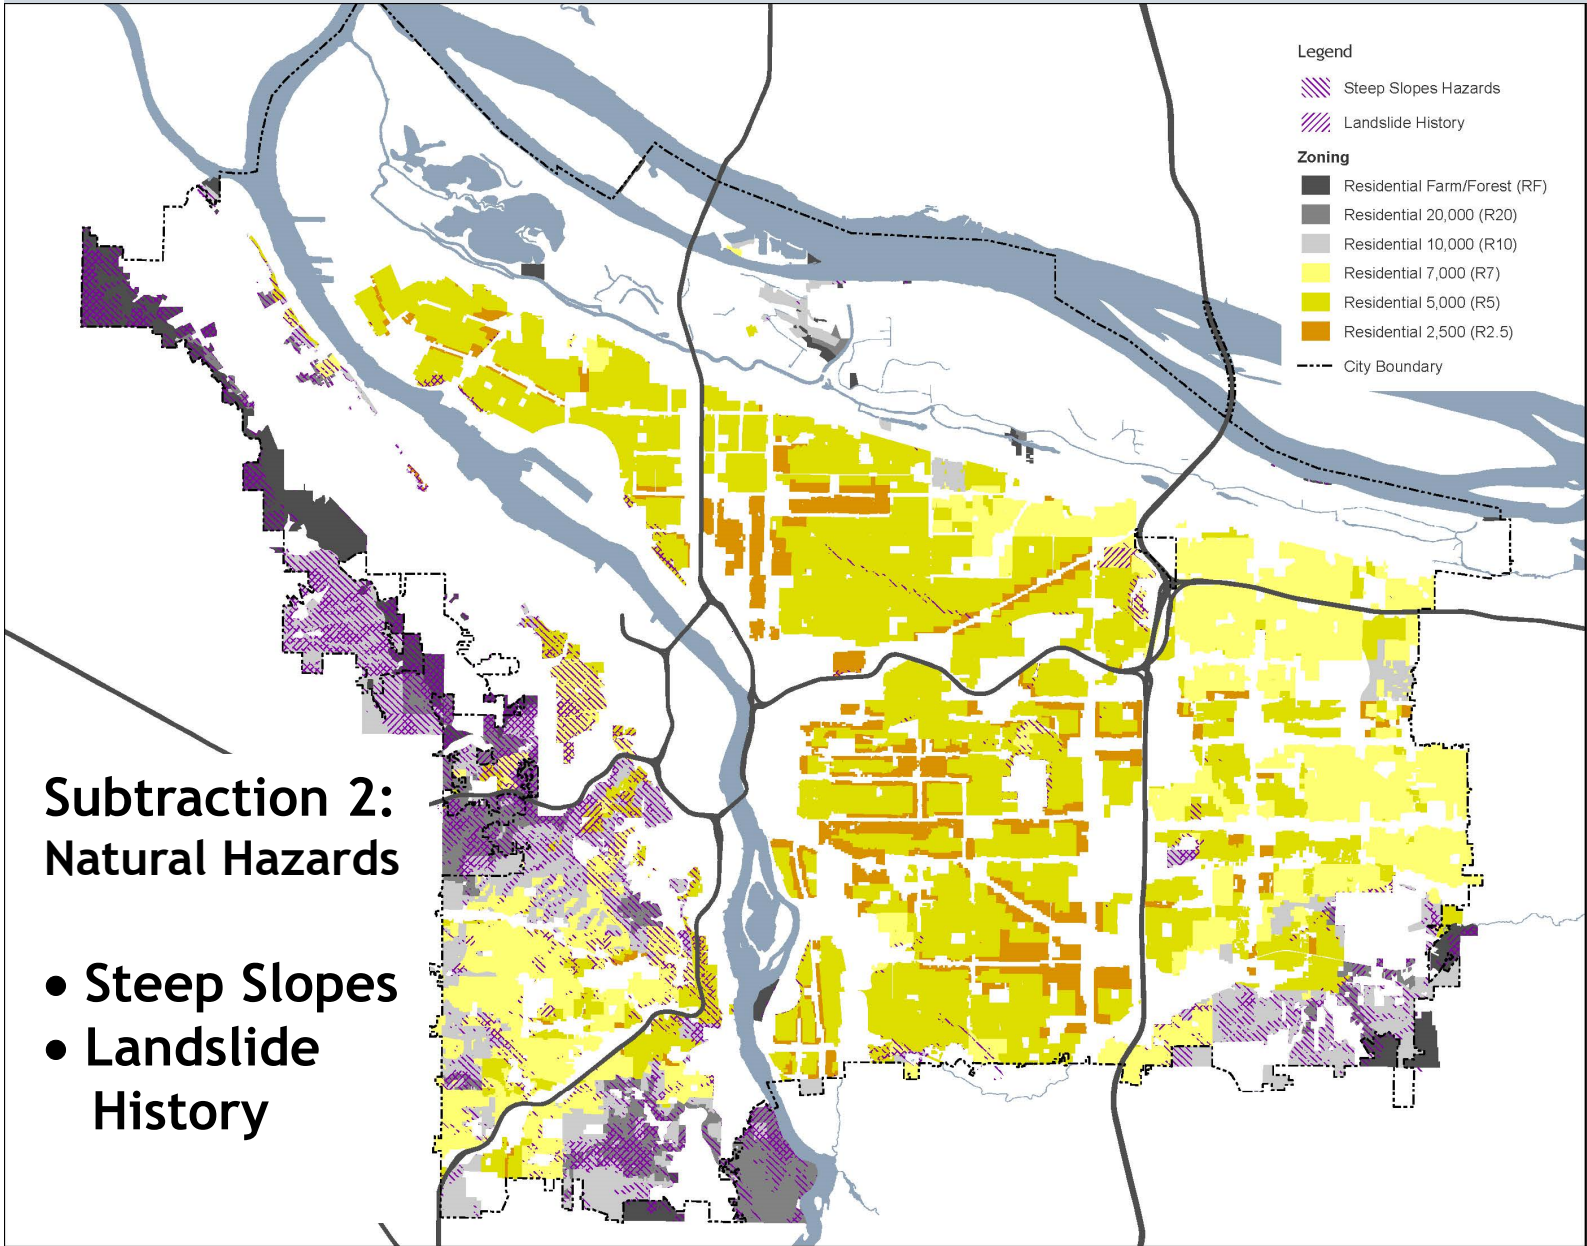 Legend
Steep Slopes Hazards
Landslide History
Zoning
Residential Farm/Forest (RF)
Residential 20,000 (R20)
Residential 10,000 (R10)
Residential 7,000 (R7)
Residential 5,000 (R5)
Residential 2,500 (R2.5)
City Boundary
Subtraction 2:
Natural Hazards
• Steep Slopes
• Landslide
History